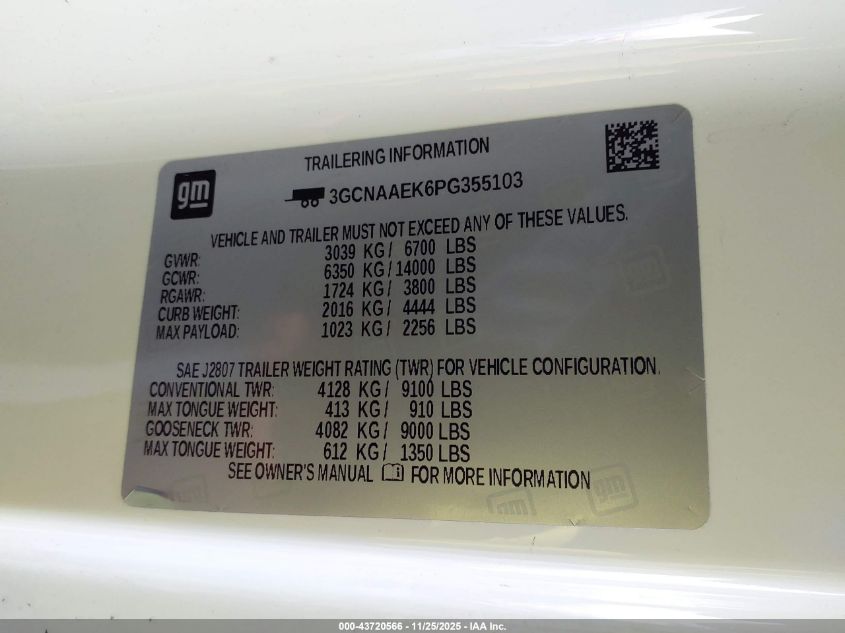 gm
TRAILERING INFORMATION
3GCNAAEK6PG355103
VEHICLE AND TRAILER MUST NOT EXCEED ANY OF THESE VALUES.
GVWR: 3039 KG/ 6700 LBS
GCWR: 6350 KG/14000 LBS
RGAWR: 1724 KG/ 3800 LBS
CURB WEIGHT: 2016 KG/ 4444 LBS
MAX PAYLOAD: 1023 KG/ 2256 LBS
SAE J2807 TRAILER WEIGHT RATING (TWR) FOR VEHICLE CONFIGURATION.
CONVENTIONAL TWR: 4128 KG/ 9100 LBS
MAX TONGUE WEIGHT: 413 KG/ 910 LBS
GOOSENECK TWR: 4082 KG/ 9000 LBS
MAX TONGUE WEIGHT: 612 KG/ 1350 LBS
SEE OWNER'S MANUAL FOR MORE INFORMATION
gm
gm
gm
000-43720566 - 11/25/2025 - IAA Inc.